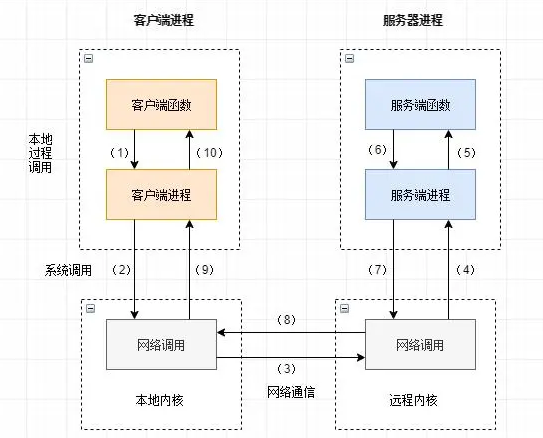 客户端进程
服务器进程
客户端函数
服务端函数
本地
过程
调用
（1）
（10）
（6）
（5）
客户端进程
服务端进程
系统调用
（2）
（9）
（7）
（4）
网络调用
（8）
网络调用
（3）
本地内核
网络通信
远程内核